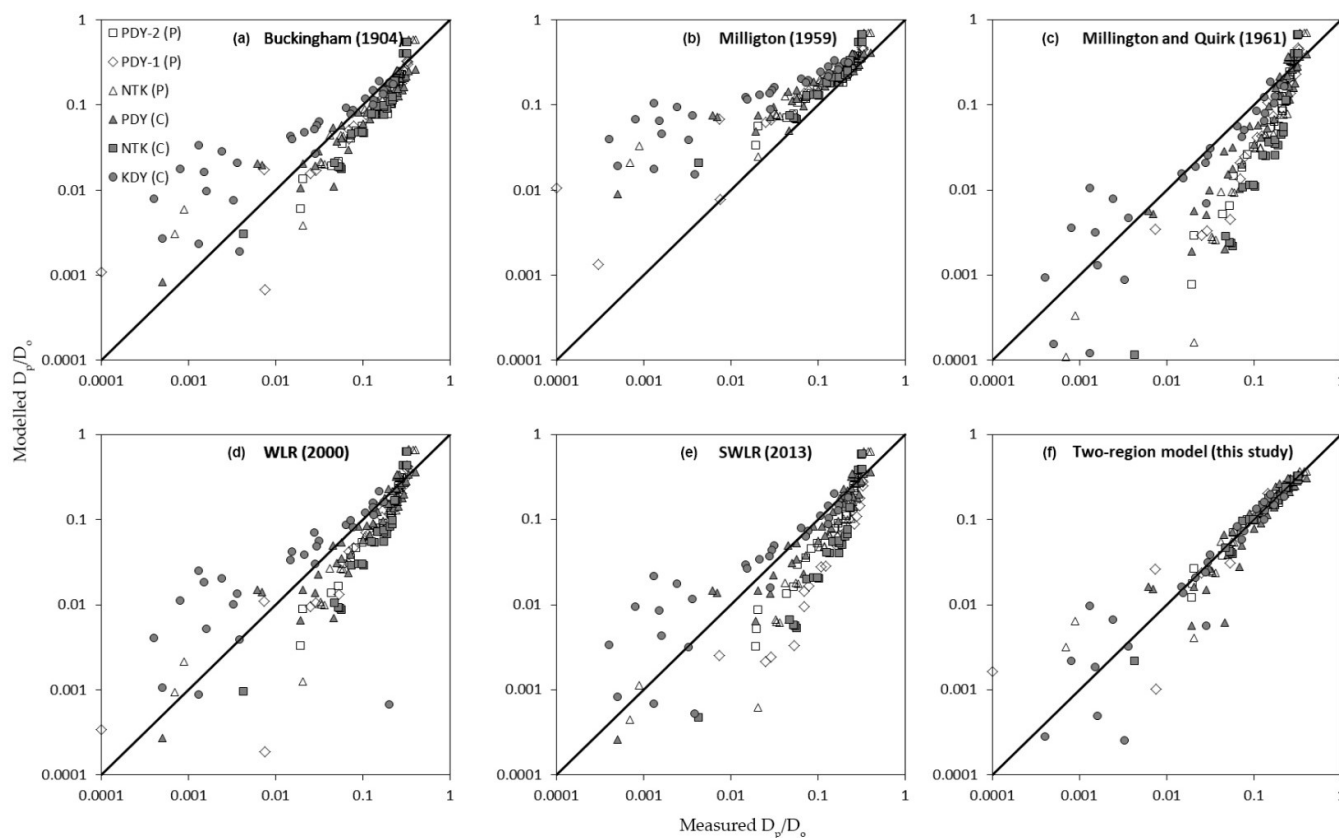 (a) Buckingham (1904)
PDY-2 (P)
PDY-1 (P)
NTK (P)
PDY (C)
NTK (C)
KDY (C)
1
0.1
0.01
0.001
0.0001
0.0001 0.001 0.01 0.1 1
(b) Milligton (1959)
1
0.1
0.01
0.001
0.0001
0.0001 0.001 0.01 0.1 1
(c) Millington and Quirk (1961)
1
0.1
0.01
0.001
0.0001
0.0001 0.001 0.01 0.1 1
Modelled Dp/Do
(d) WLR (2000)
1
0.1
0.01
0.001
0.0001
0.0001 0.001 0.01 0.1 1
(e) SWLR (2013)
1
0.1
0.01
0.001
0.0001
0.0001 0.001 0.01 0.1 1
(f) Two-region model (this study)
1
0.1
0.01
0.001
0.0001
0.0001 0.001 0.01 0.1 1
Measured Dp/Do